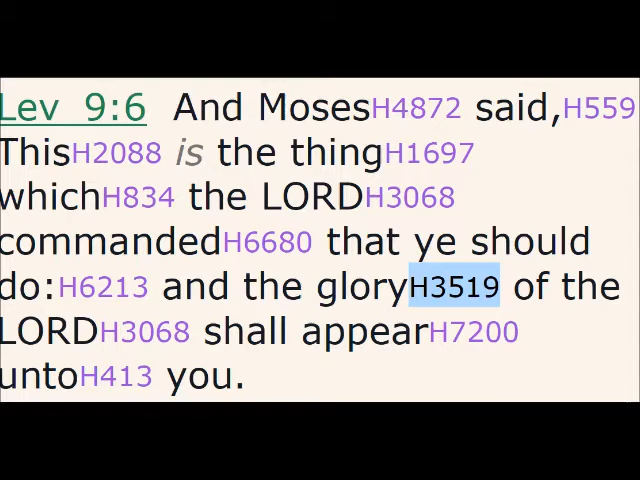 Lev 9:6 And MosesH4872 said,H559
ThisH2088 is the thingH1697
whichH834 the LORDH3068
commandedH6680 that ye should
do:H6213 and the gloryH3519 of the
LORDH3068 shall appearH7200
untoH413 you.